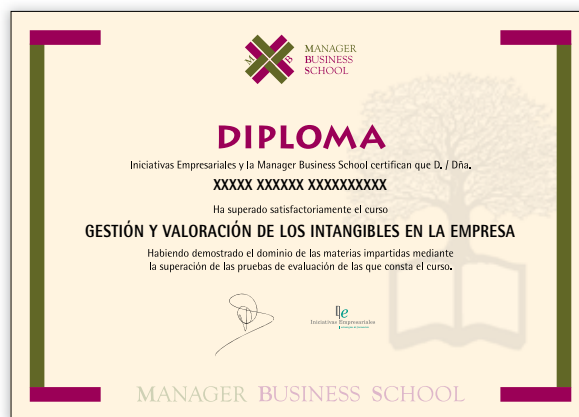 M B
MANAGER
BUSINESS
SCHOOL
DIPLOMA
Iniciativas Empresariales y la Manager Business School certifican que D. / Dña.
XXXXX XXXXXX XXXXXXXXXX
Ha superado satisfactoriamente el curso
GESTIÓN Y VALORACIÓN DE LOS INTANGIBLES EN LA EMPRESA
Habiendo demostrado el dominio de las materias impartidas mediante
la superación de las pruebas de evaluación de las que consta el curso.
Iniciativas Empresariales
MANAGER BUSINESS SCHOOL